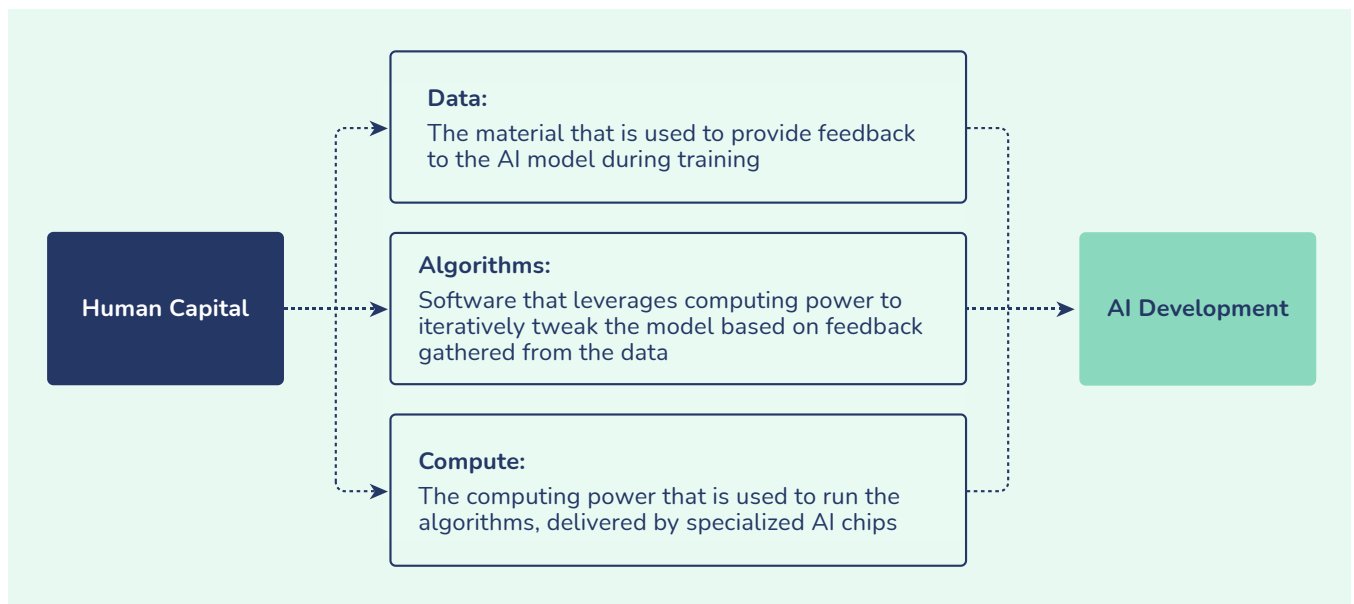 Human Capital
Data:
The material that is used to provide feedback
to the AI model during training
Algorithms:
Software that leverages computing power to
iteratively tweak the model based on feedback
gathered from the data
Compute:
The computing power that is used to run the
algorithms, delivered by specialized AI chips
AI Development